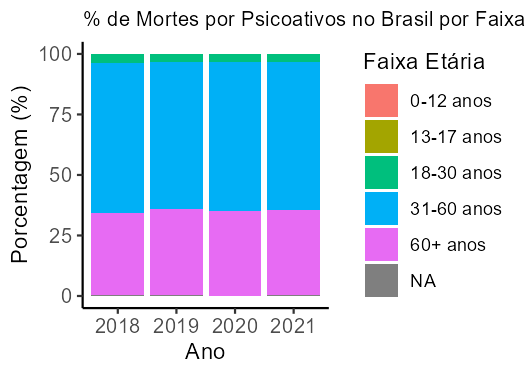 % de Mortes por Psicoativos no Brasil por Faixa
Faixa Etária
0-12 anos
13-17 anos
18-30 anos
31-60 anos
60+ anos
NA
Porcentagem (%)
100
75
50
25
0
2018 2019 2020 2021
Ano